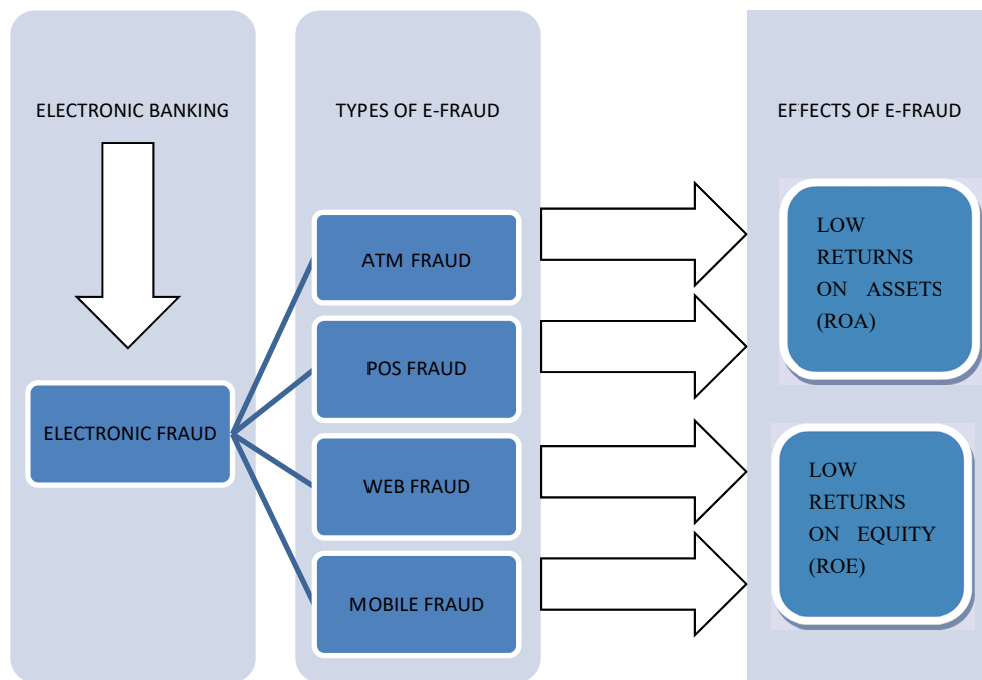 ELECTRONIC BANKING
TYPES OF E-FRAUD
EFFECTS OF E-FRAUD
ELECTRONIC FRAUD
ATM FRAUD
POS FRAUD
WEB FRAUD
MOBILE FRAUD
LOW
RETURNS
ON ASSETS
(ROA)
LOW
RETURNS
ON EQUITY
(ROE)